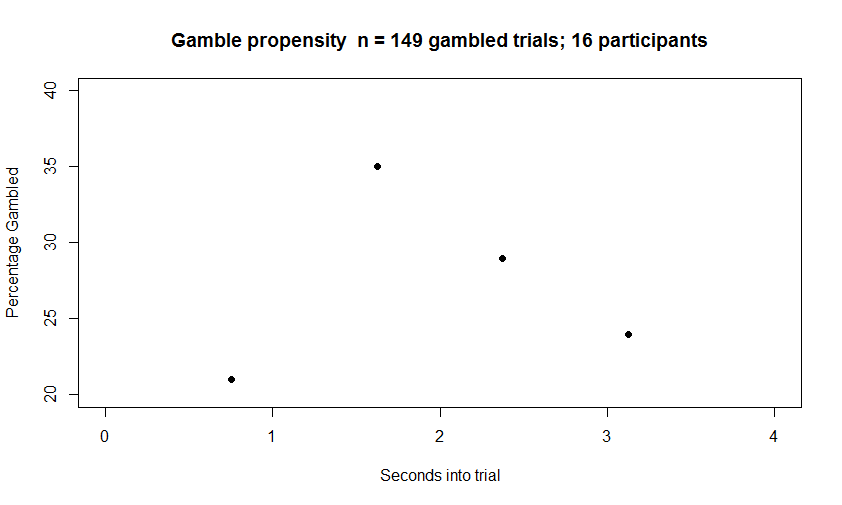 Gamble propensity  n = 149 gambled trials; 16 participants
Percentage Gambled
40
35
30
25
20
0 1 2 3 4
Seconds into trial